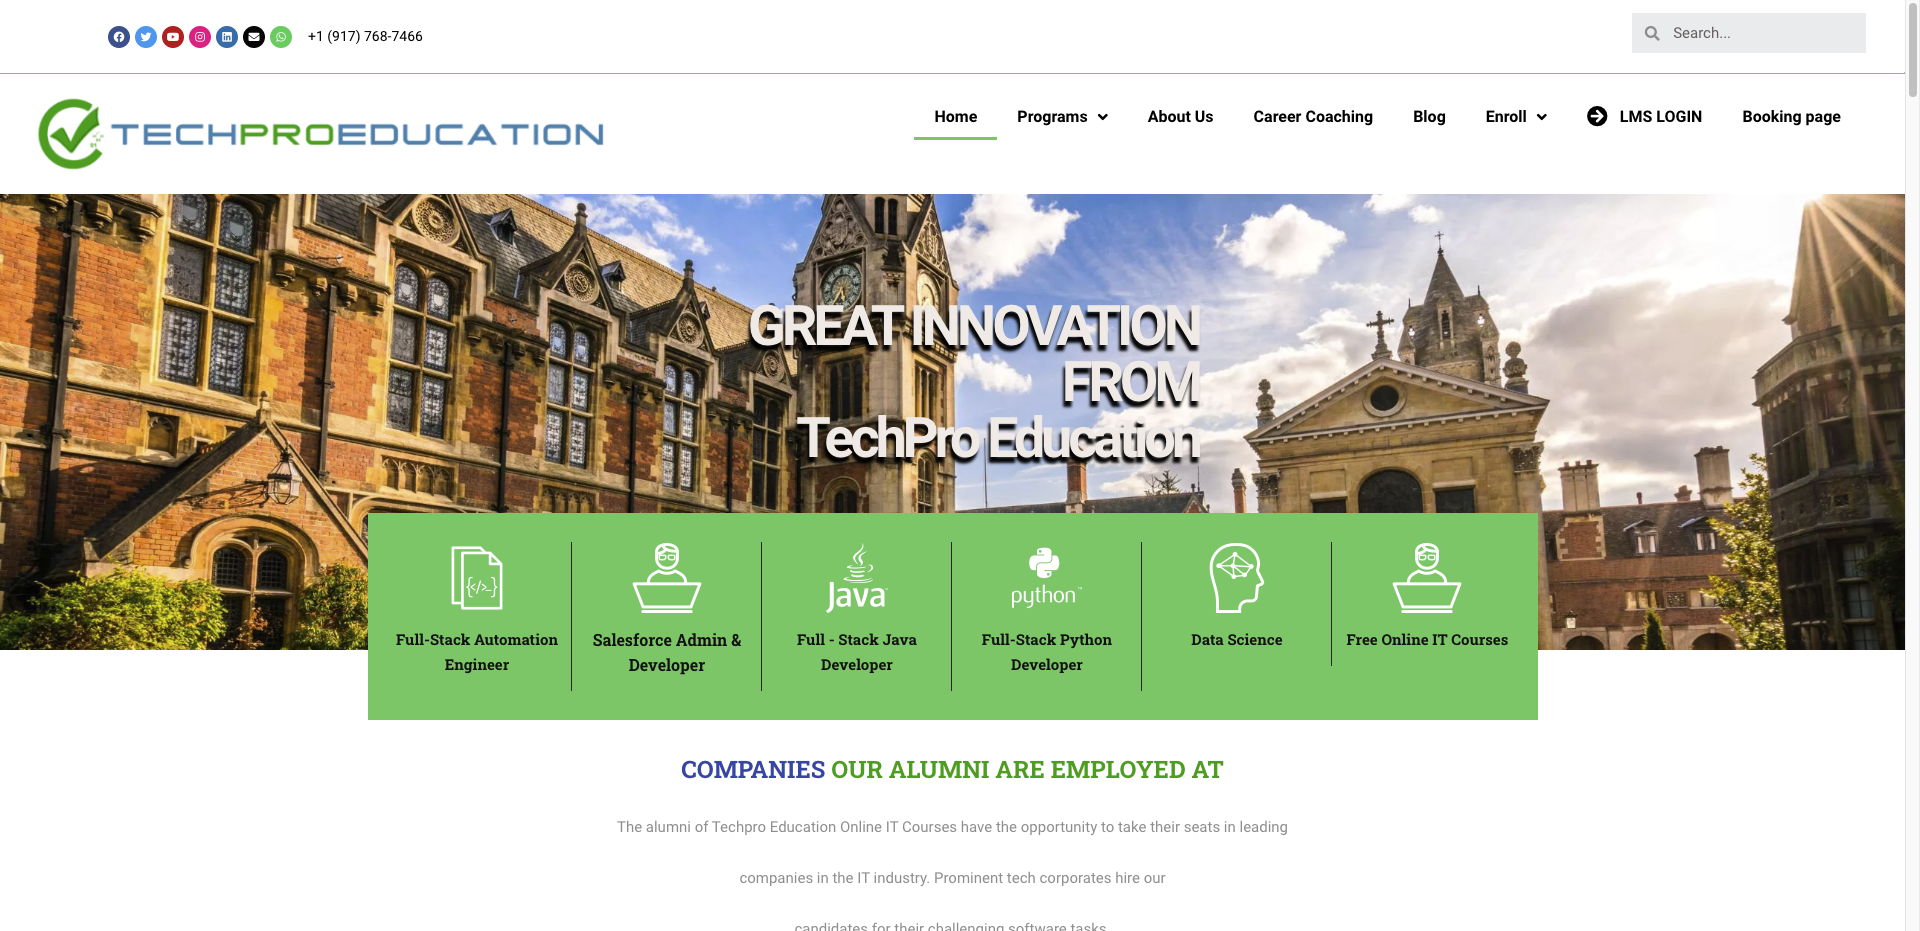 +1 (917) 768-7466
Search...
TECHPROEDUCATION
Home Programs About Us Career Coaching Blog Enroll LMS LOGIN Booking page
GREAT INNOVATION
FROM
TechPro Education
</>
Java
python
Full-Stack Automation
Engineer
Salesforce Admin &
Developer
Full - Stack Java
Developer
Full-Stack Python
Developer
Data Science
Free Online IT Courses
COMPANIES OUR ALUMNI ARE EMPLOYED AT
The alumni of Techpro Education Online IT Courses have the opportunity to take their seats in leading
companies in the IT industry. Prominent tech corporates hire our
candidates for their challenging software tasks.